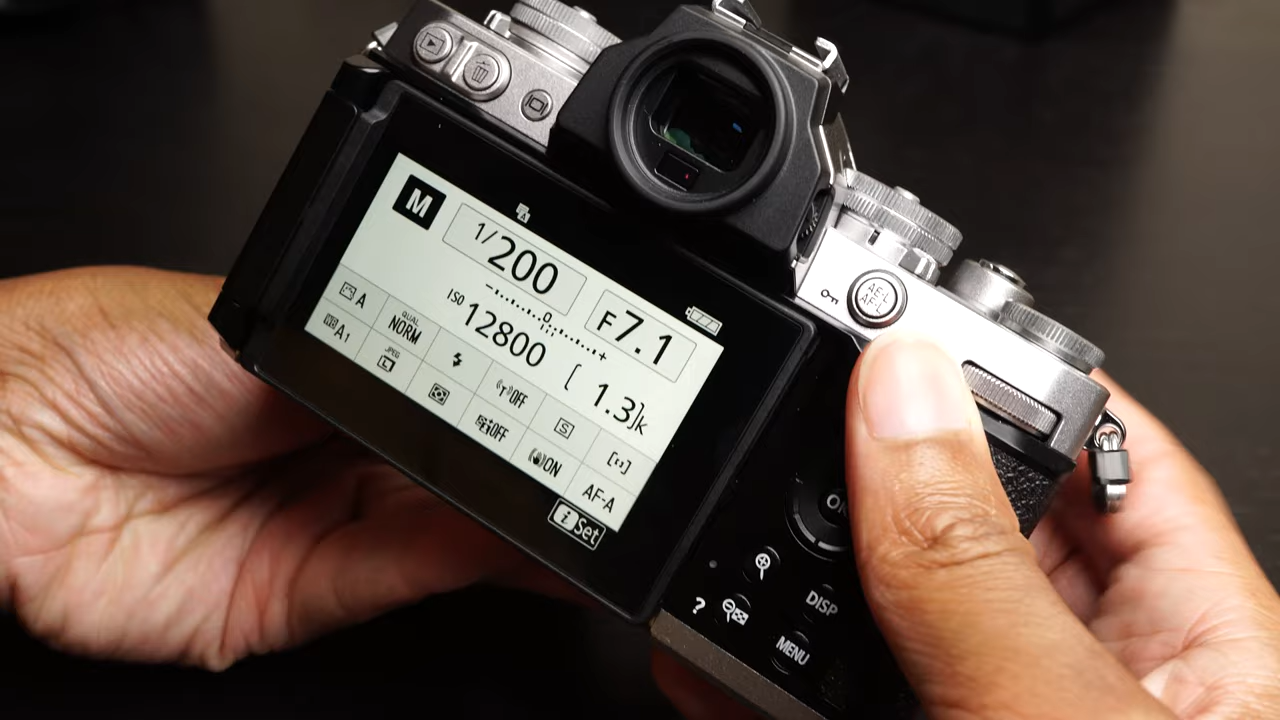 M
1/200
F7.1
ISO 12800
[1.3]k
A
QUAL
NORM
OFF
S
WB A1
JPEG
L
OFF
ON
AF-A
i Set
AE-L
AF-L
OK
DISP
?
MENU